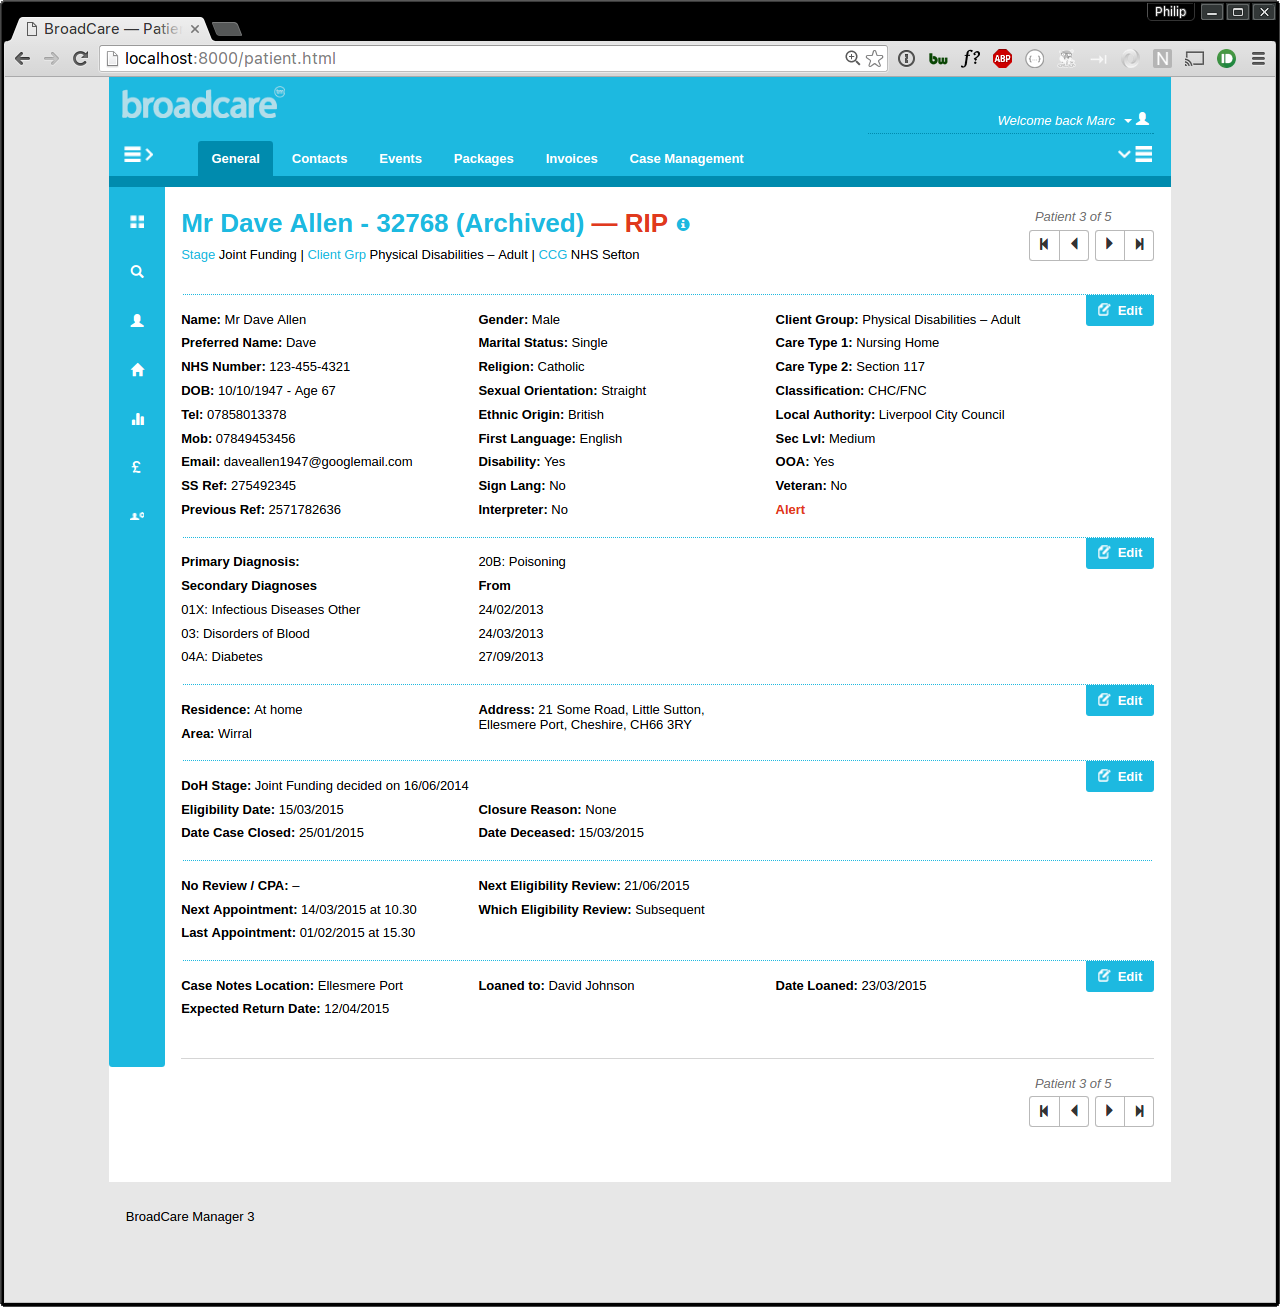 Philip
BroadCare — Patie
localhost:8000/patient.html
broadcare
Welcome back Marc
General Contacts Events Packages Invoices Case Management
Mr Dave Allen - 32768 (Archived) — RIP
Patient 3 of 5
Stage Joint Funding | Client Grp Physical Disabilities – Adult | CCG NHS Sefton
Edit
Name: Mr Dave Allen Gender: Male Client Group: Physical Disabilities – Adult
Preferred Name: Dave Marital Status: Single Care Type 1: Nursing Home
NHS Number: 123-455-4321 Religion: Catholic Care Type 2: Section 117
DOB: 10/10/1947 - Age 67 Sexual Orientation: Straight Classification: CHC/FNC
Tel: 07858013378 Ethnic Origin: British Local Authority: Liverpool City Council
Mob: 07849453456 First Language: English Sec Lvl: Medium
Email: daveallen1947@googlemail.com Disability: Yes OOA: Yes
SS Ref: 275492345 Sign Lang: No Veteran: No
Previous Ref: 2571782636 Interpreter: No Alert
Edit
Primary Diagnosis: 20B: Poisoning
Secondary Diagnoses From
01X: Infectious Diseases Other 24/02/2013
03: Disorders of Blood 24/03/2013
04A: Diabetes 27/09/2013
Edit
Residence: At home Address: 21 Some Road, Little Sutton,
Ellesmere Port, Cheshire, CH66 3RY
Area: Wirral
Edit
DoH Stage: Joint Funding decided on 16/06/2014
Eligibility Date: 15/03/2015 Closure Reason: None
Date Case Closed: 25/01/2015 Date Deceased: 15/03/2015
No Review / CPA: – Next Eligibility Review: 21/06/2015
Next Appointment: 14/03/2015 at 10.30 Which Eligibility Review: Subsequent
Last Appointment: 01/02/2015 at 15.30
Edit
Case Notes Location: Ellesmere Port Loaned to: David Johnson Date Loaned: 23/03/2015
Expected Return Date: 12/04/2015
Patient 3 of 5
BroadCare Manager 3